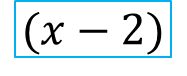 (x − 2)